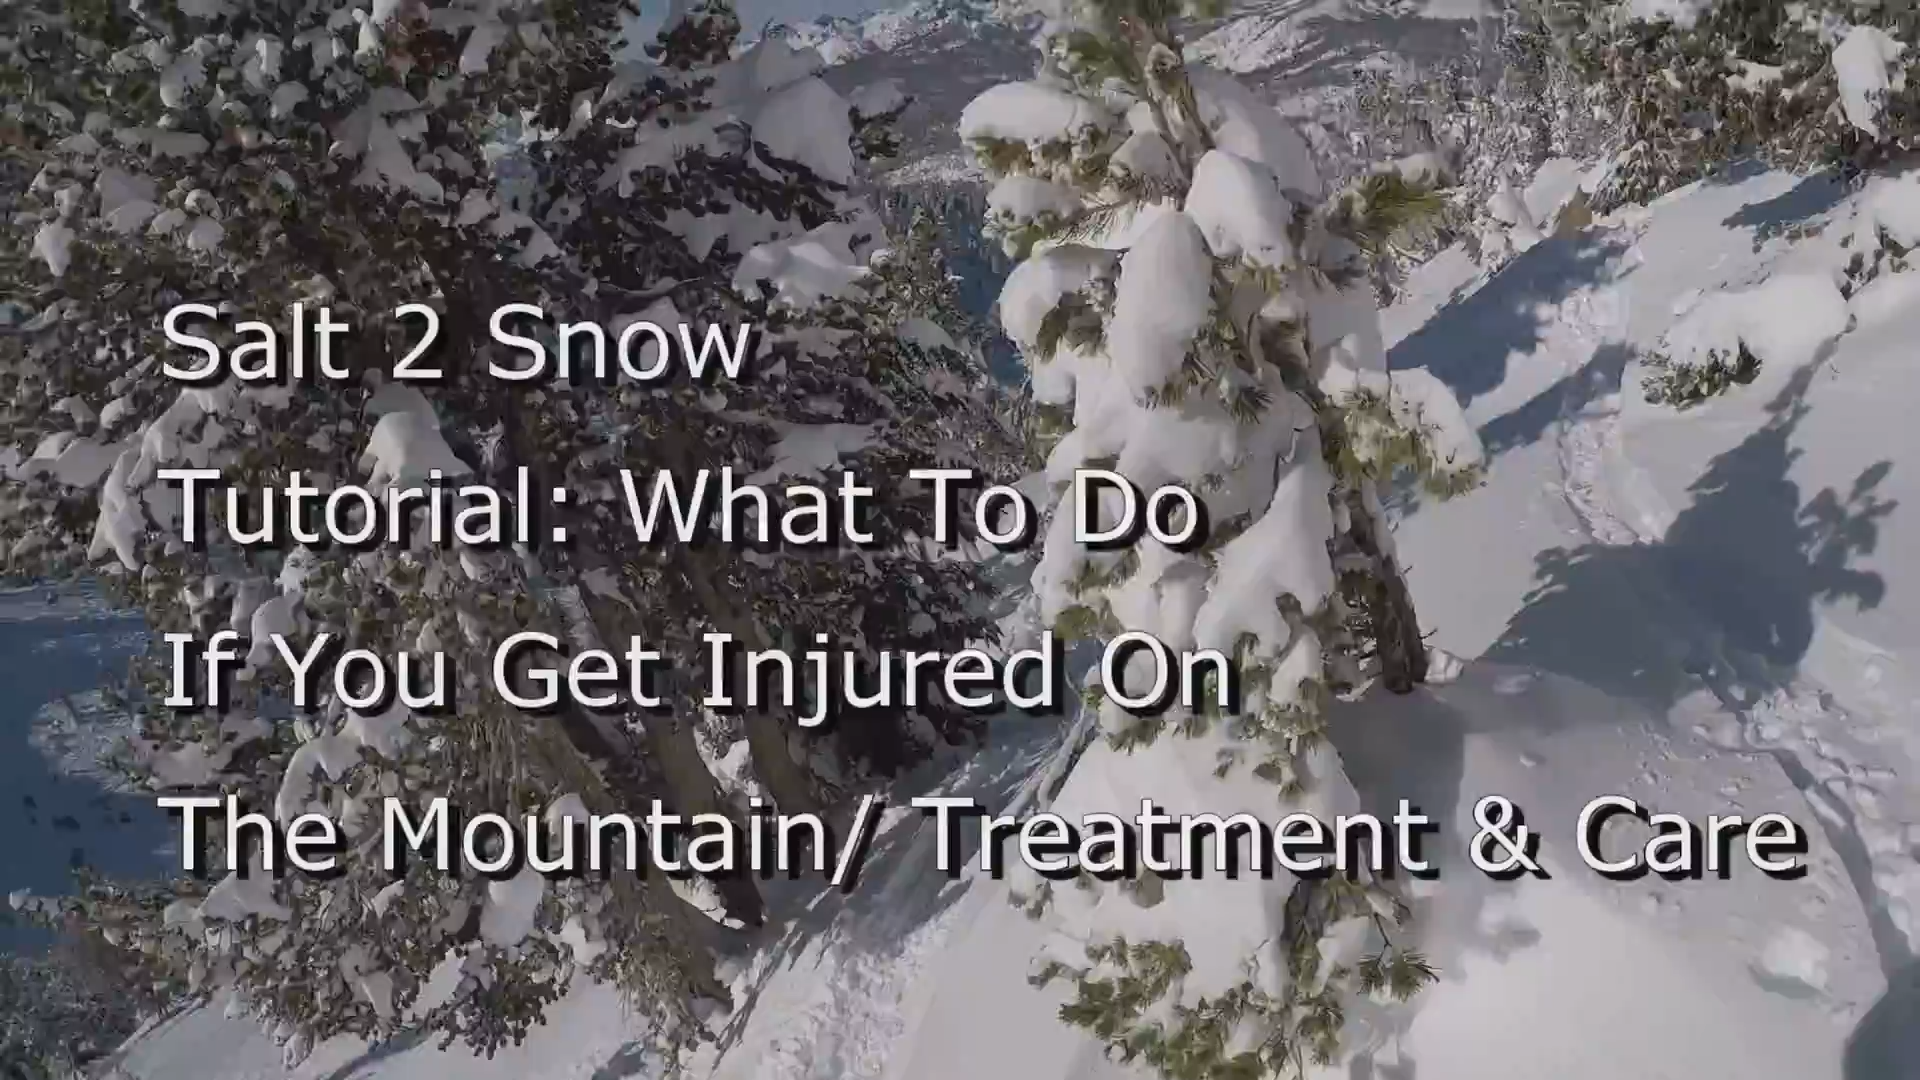 Salt 2 Snow
Tutorial: What To Do
If You Get Injured On
The Mountain/ Treatment & Care